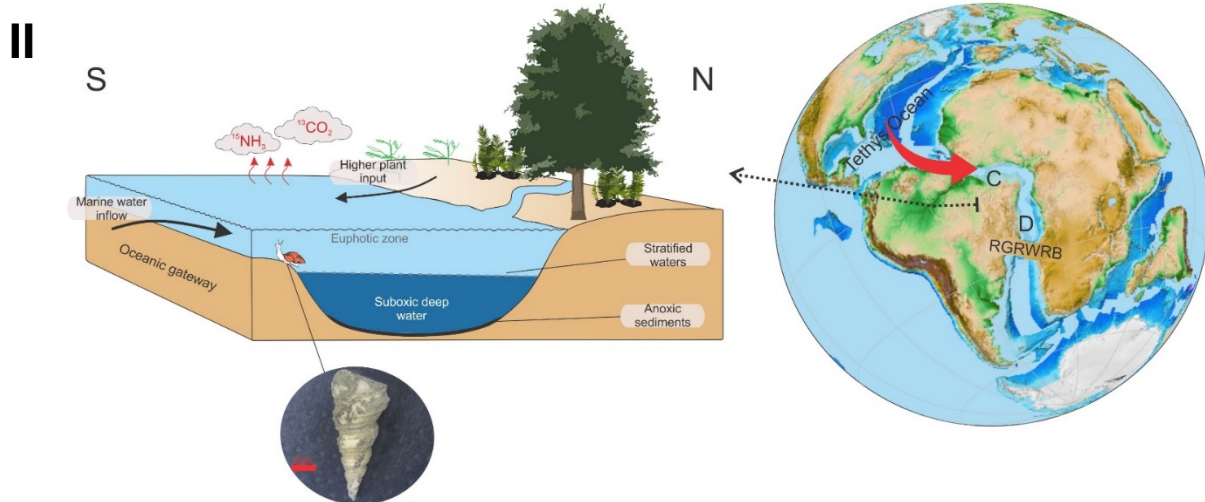 II
S
N
¹⁵NH₃
¹³CO₂
Higher plant
input
Marine water
inflow
Oceanic gateway
Euphotic zone
Stratified
waters
Suboxic deep
water
Anoxic
sediments
Tethys Ocean
C
D
RGRWRB